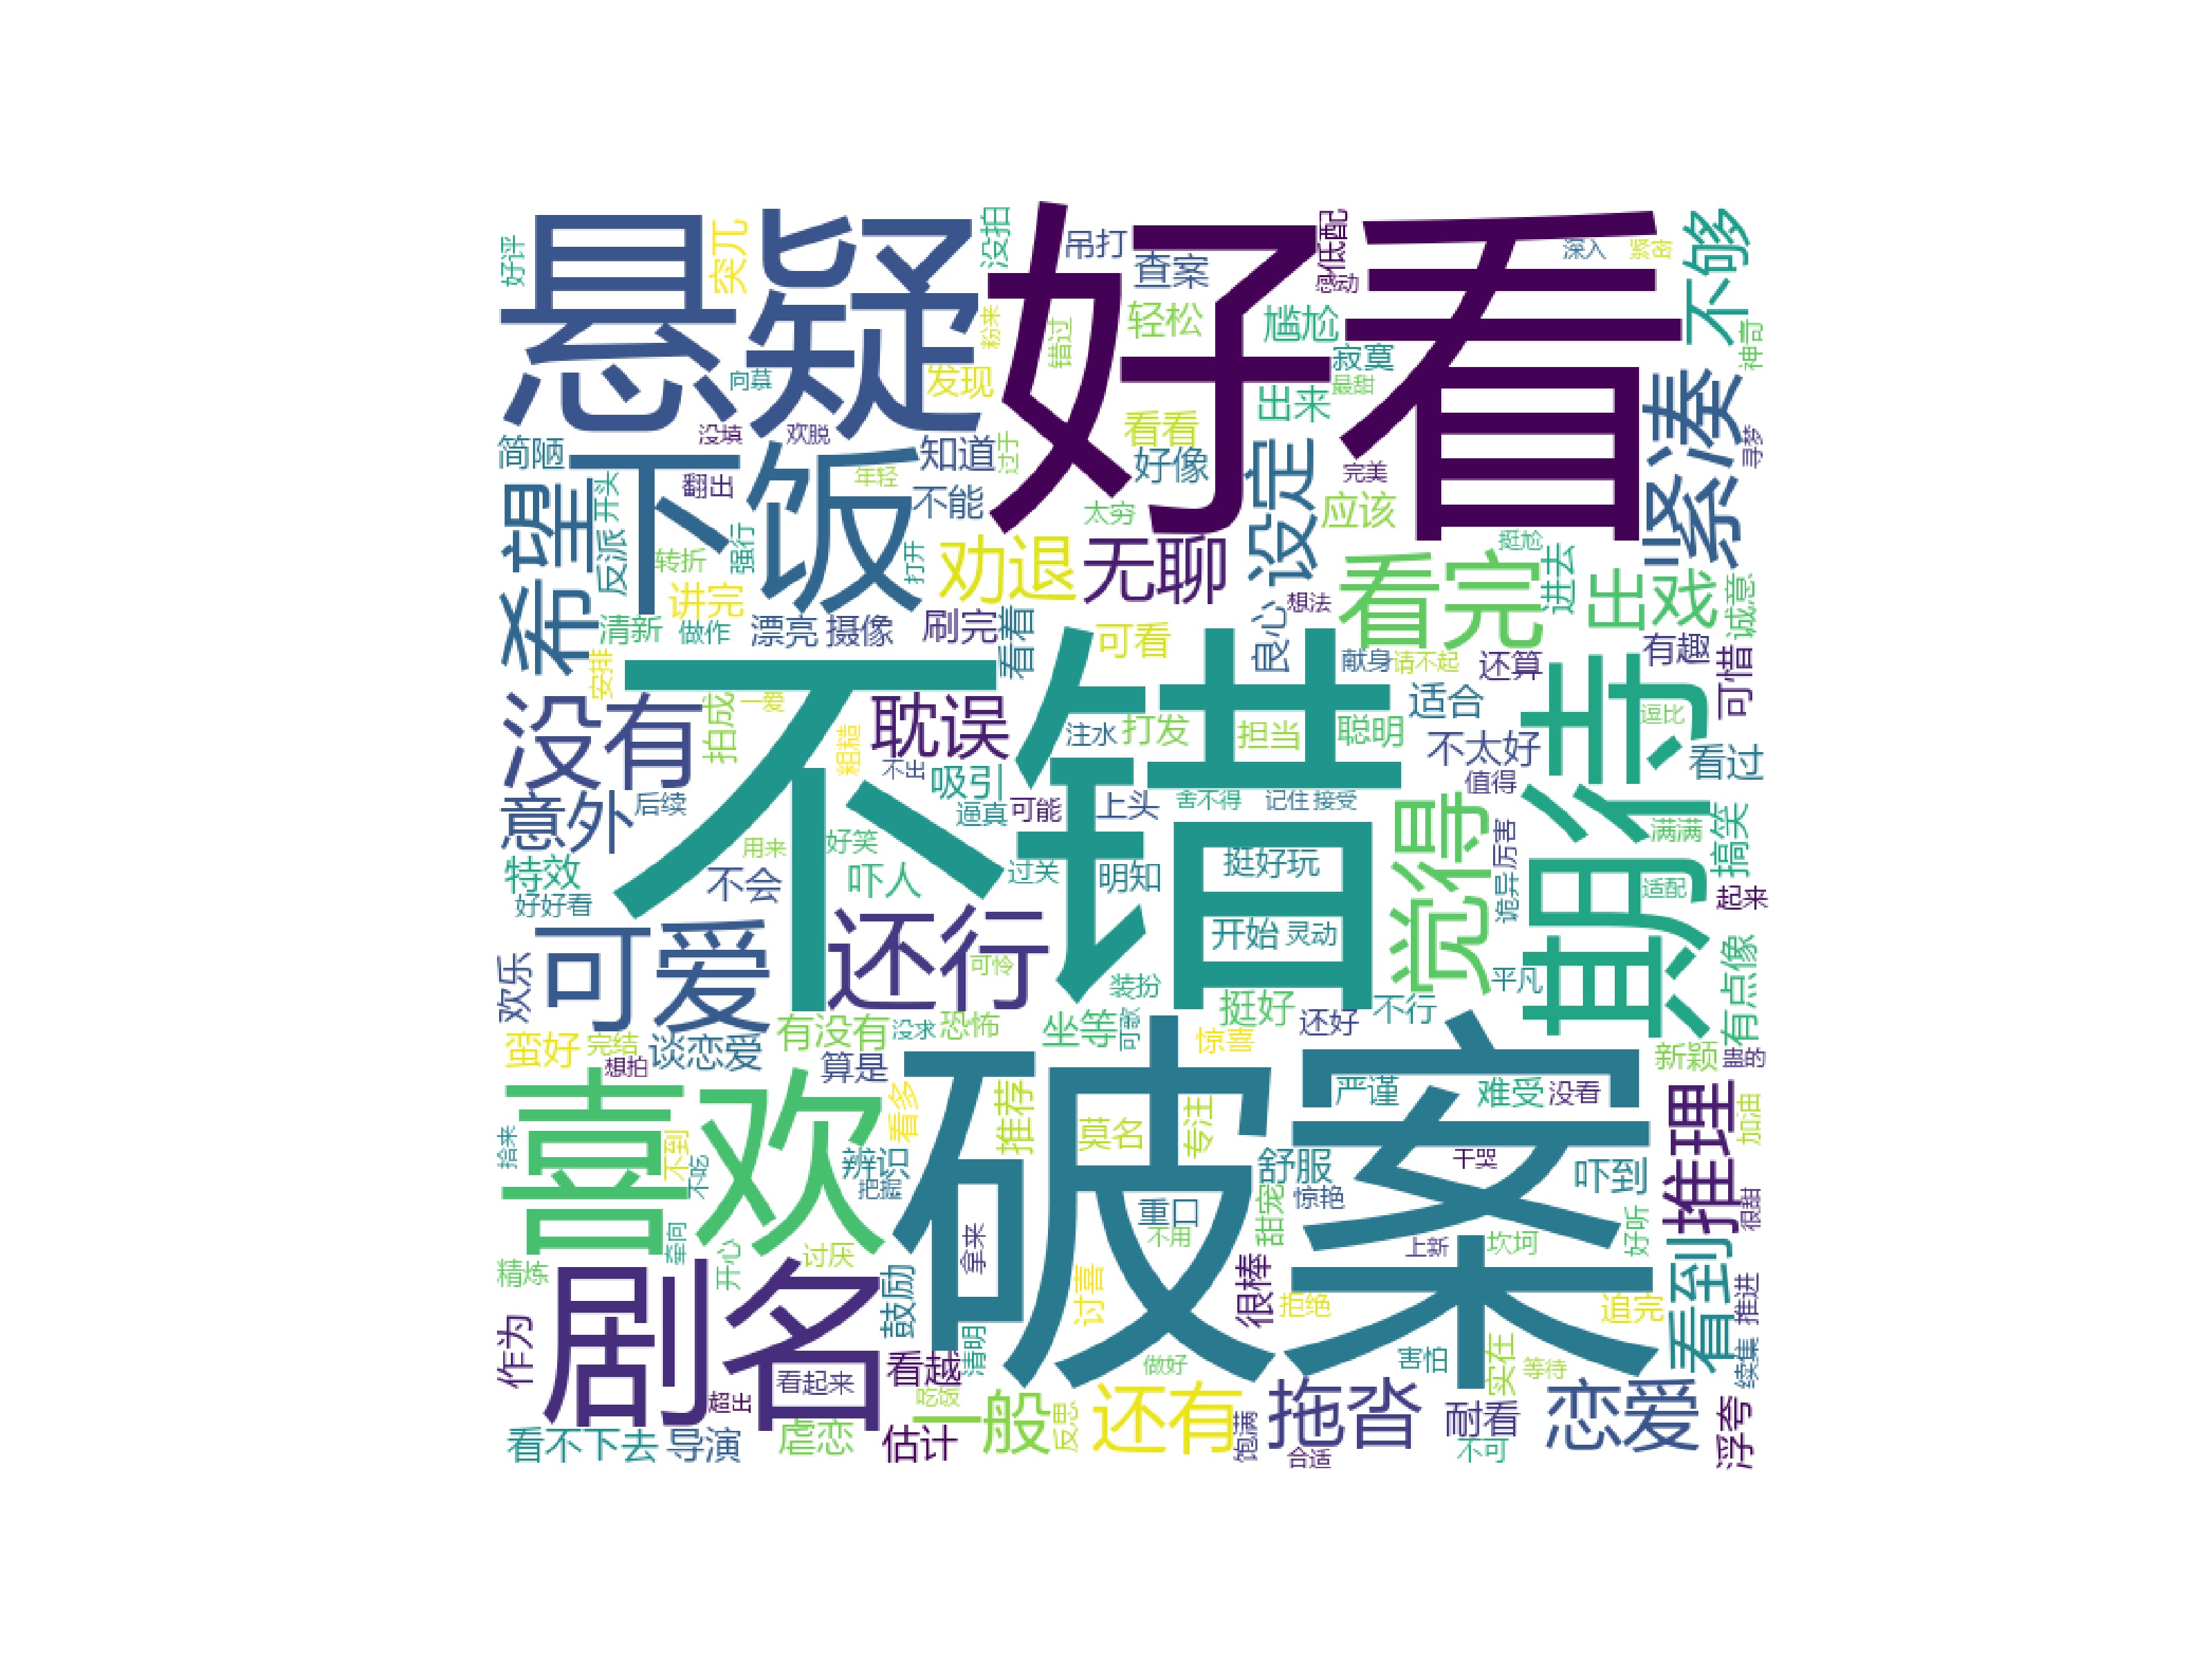 好评
悬疑
突兀
没拍
好看
吊打
查案
低配
深入
紧密
不够
轻松
尴尬
粉来
错过
寂寞
神奇
向慕
发现
出来
最甜
紧凑
看看
没填
欢脱
简陋
下饭
知道
过于
好像
设定
完美
寻梦
希望
开头
翻出
年轻
不能
太穷
应该
反派
转折
强行
打开
劝退
无聊
看完
挺尬
进去
出戏
诚意
讲完
想法
清新
做作
漂亮
摄像
刷完
看着
可看
良心
献身
请不起
还算
有趣
可惜
安排
不错
没有
拍成
一爱
耽误
注水
打发
担当
聪明
适合
不太好
期待
逗比
看过
粗糙
不出
吸引
值得
意外
后续
逼真
可能
上头
舍不得
记住
接受
觉得
厉害
诡异
满满
搞笑
特效
用来
好笑
吓人
过关
明知
挺好玩
适配
起来
好好看
不会
可爱
还行
开始
灵动
欢乐
可怜
装扮
平凡
有点像
挺好
不行
蛮好
完结
谈恋爱
有没有
没求
恐怖
坐等
可歌
惊喜
还好
新颖
想拍
算是
破案
严谨
难受
没看
推理
加油
喜欢
看多
推荐
莫名
专注
拾来
不到
不吃
辨识
把握
舒服
干哭
吓到
牵向
重口
甜宠
惊艳
很甜
不用
精炼
开心
讨厌
拿来
上新
坎坷
好听
看到
剧名
鼓励
讨喜
很棒
拒绝
追完
推进
作为
清明
看越
做好
害怕
实在
等待
续集
超出
看起来
吃饭
一般
反思
还有
饱满
拖沓
耐看
恋爱
浮夸
看不下去
导演
虐恋
估计
合适
不可